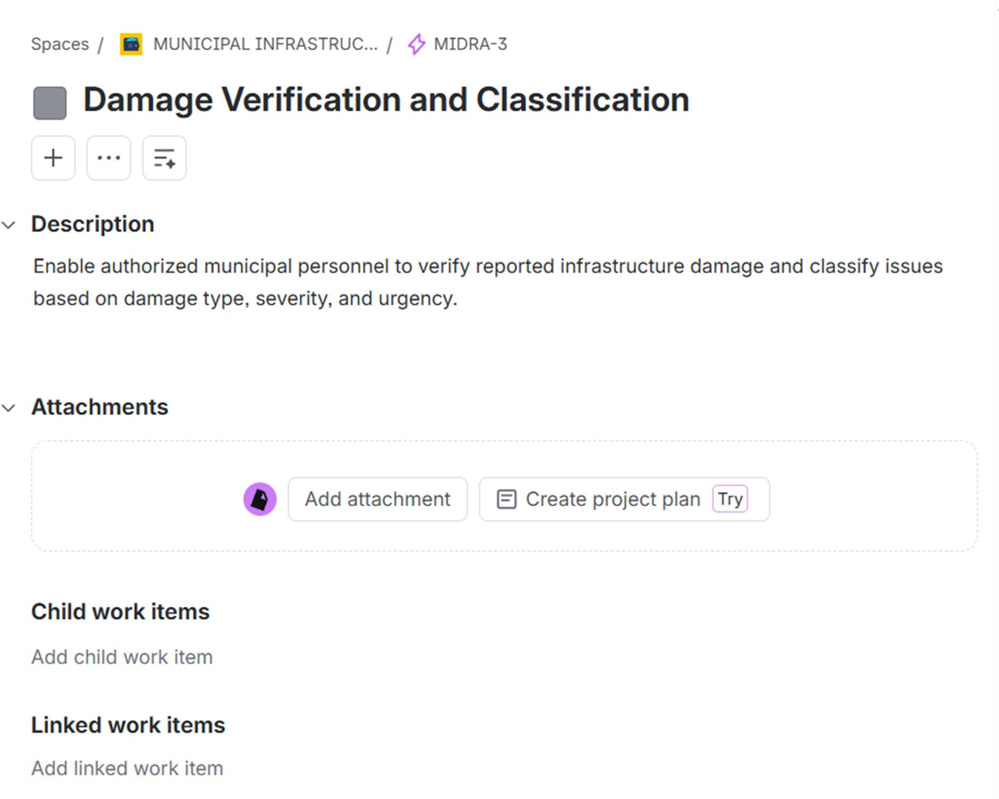 Spaces / MUNICIPAL INFRASTRUC... / MIDRA-3
Damage Verification and Classification
Description
Enable authorized municipal personnel to verify reported infrastructure damage and classify issues
based on damage type, severity, and urgency.
Attachments
Add attachment Create project plan Try
Child work items
Add child work item
Linked work items
Add linked work item